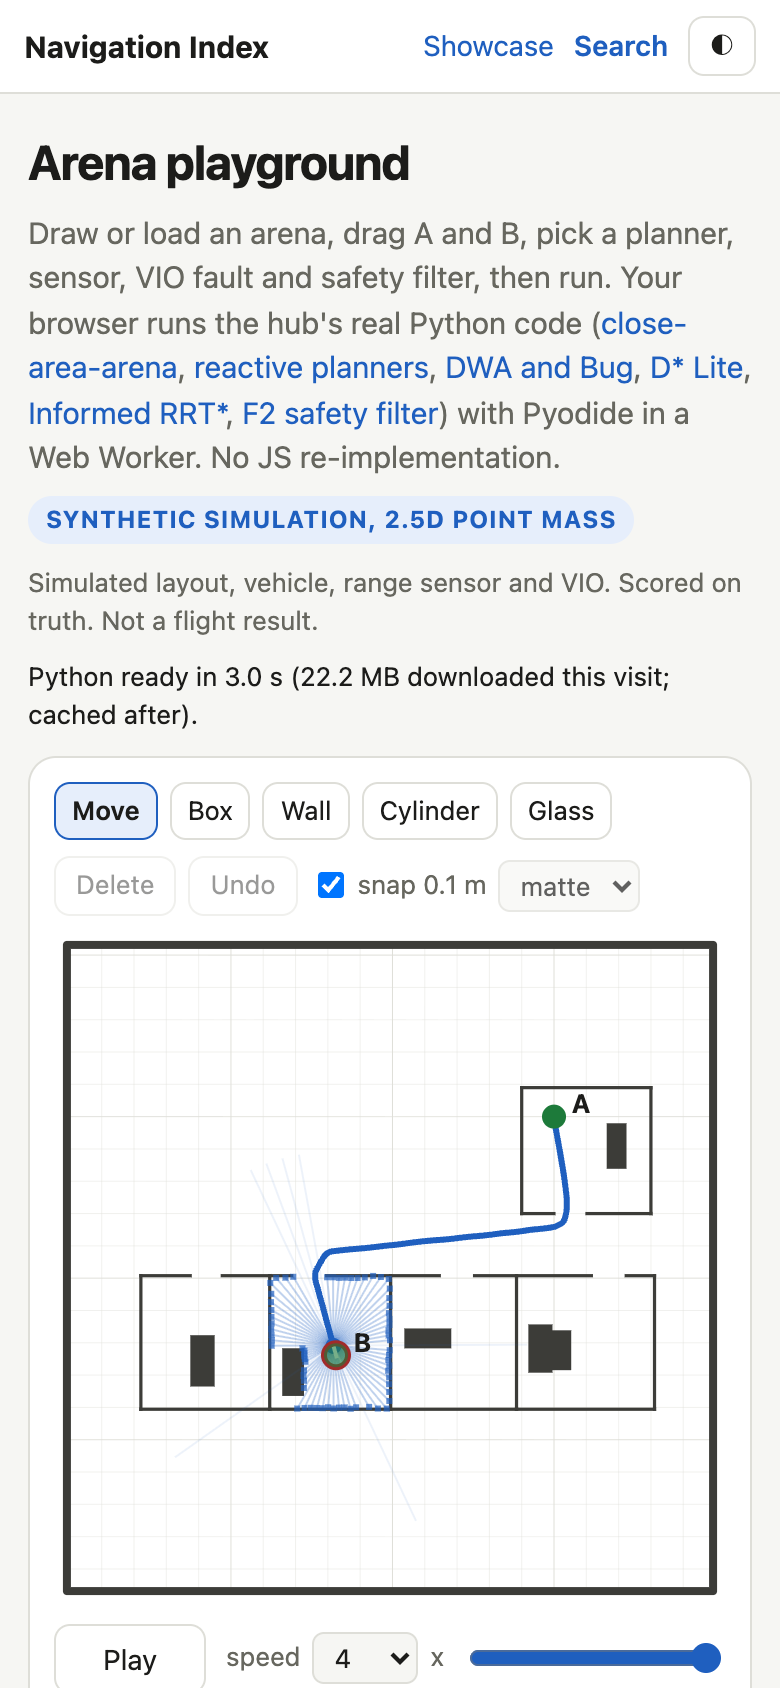 Navigation Index Showcase Search
Arena playground
Draw or load an arena, drag A and B, pick a planner,
sensor, VIO fault and safety filter, then run. Your
browser runs the hub's real Python code (close-
area-arena, reactive planners, DWA and Bug, D* Lite,
Informed RRT*, F2 safety filter) with Pyodide in a
Web Worker. No JS re-implementation.
SYNTHETIC SIMULATION, 2.5D POINT MASS
Simulated layout, vehicle, range sensor and VIO. Scored on
truth. Not a flight result.
Python ready in 3.0 s (22.2 MB downloaded this visit;
cached after).
Move Box Wall Cylinder Glass
Delete Undo snap 0.1 m matte
A
B
Play speed 4 x